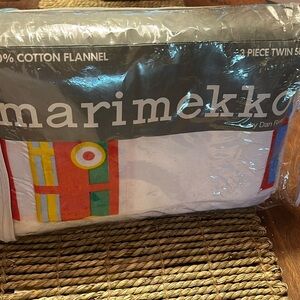 0% COTTON FLANNEL
3 PIECE TWIN
marimekko
by Dan